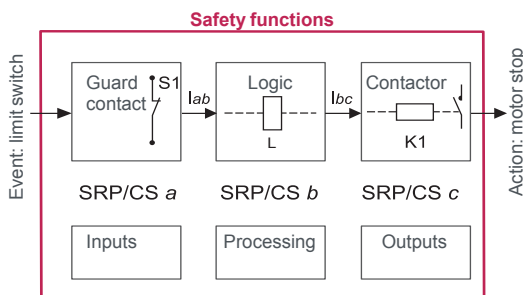 Safety functions
Event: limit switch
Guard
contact
S1
Iab
Logic
L
Ibc
Contactor
K1
Action: motor stop
SRP/CS a
SRP/CS b
SRP/CS c
Inputs
Processing
Outputs